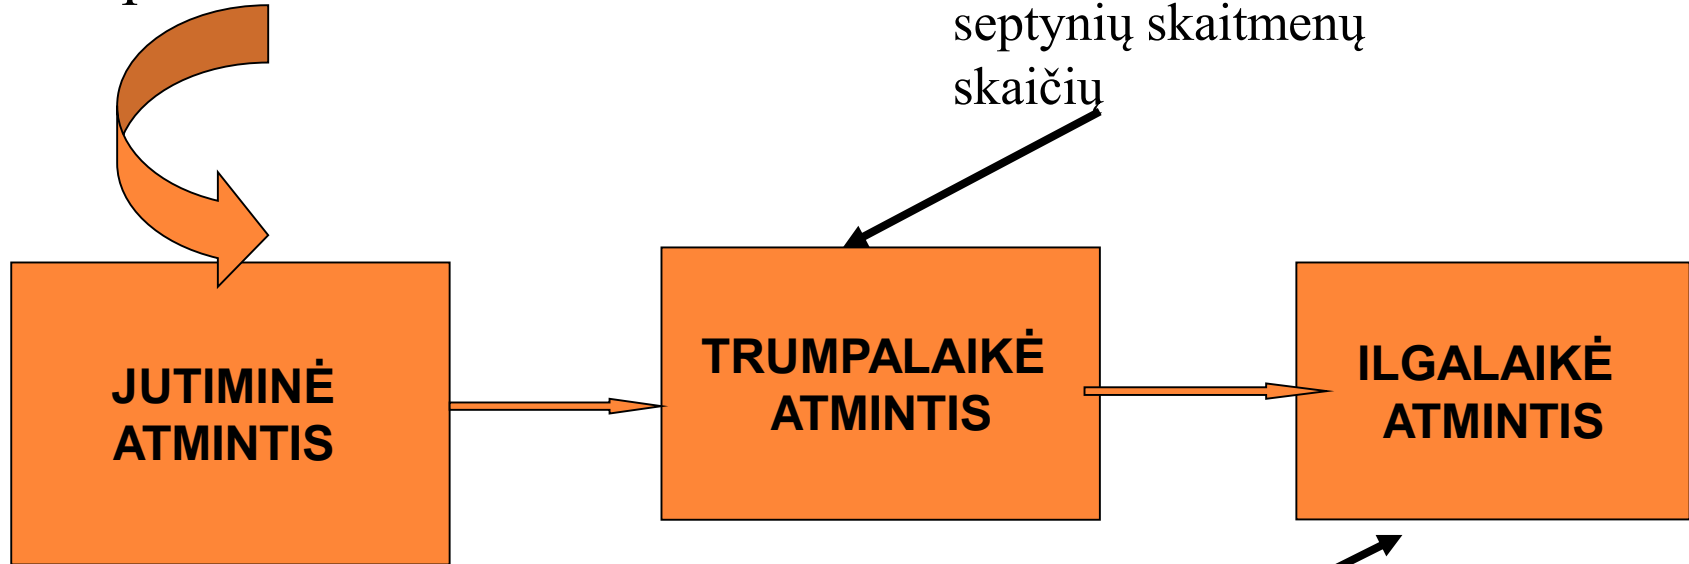 septynių skaitmenų
skaičių
JUTIMINĖ
ATMINTIS
TRUMPALAIKĖ
ATMINTIS
ILGALAIKĖ
ATMINTIS